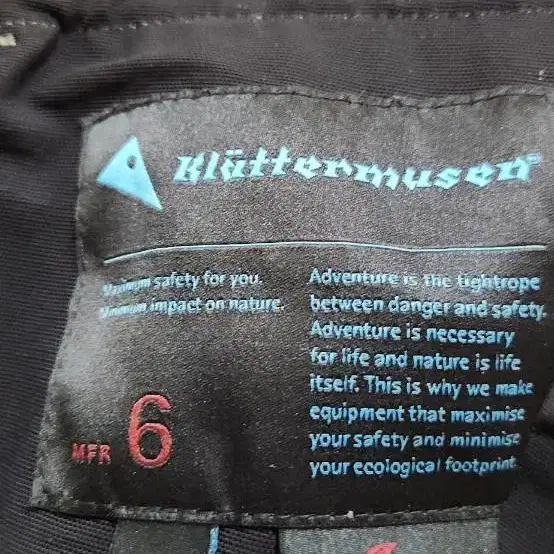 Klättermusen
Maximum safety for you.
Minimum impact on nature.
Adventure is the tightrope
between danger and safety.
Adventure is necessary
for life and nature is life
itself. This is why we make
equipment that maximise
your safety and minimise
your ecological footprint
MFR 6